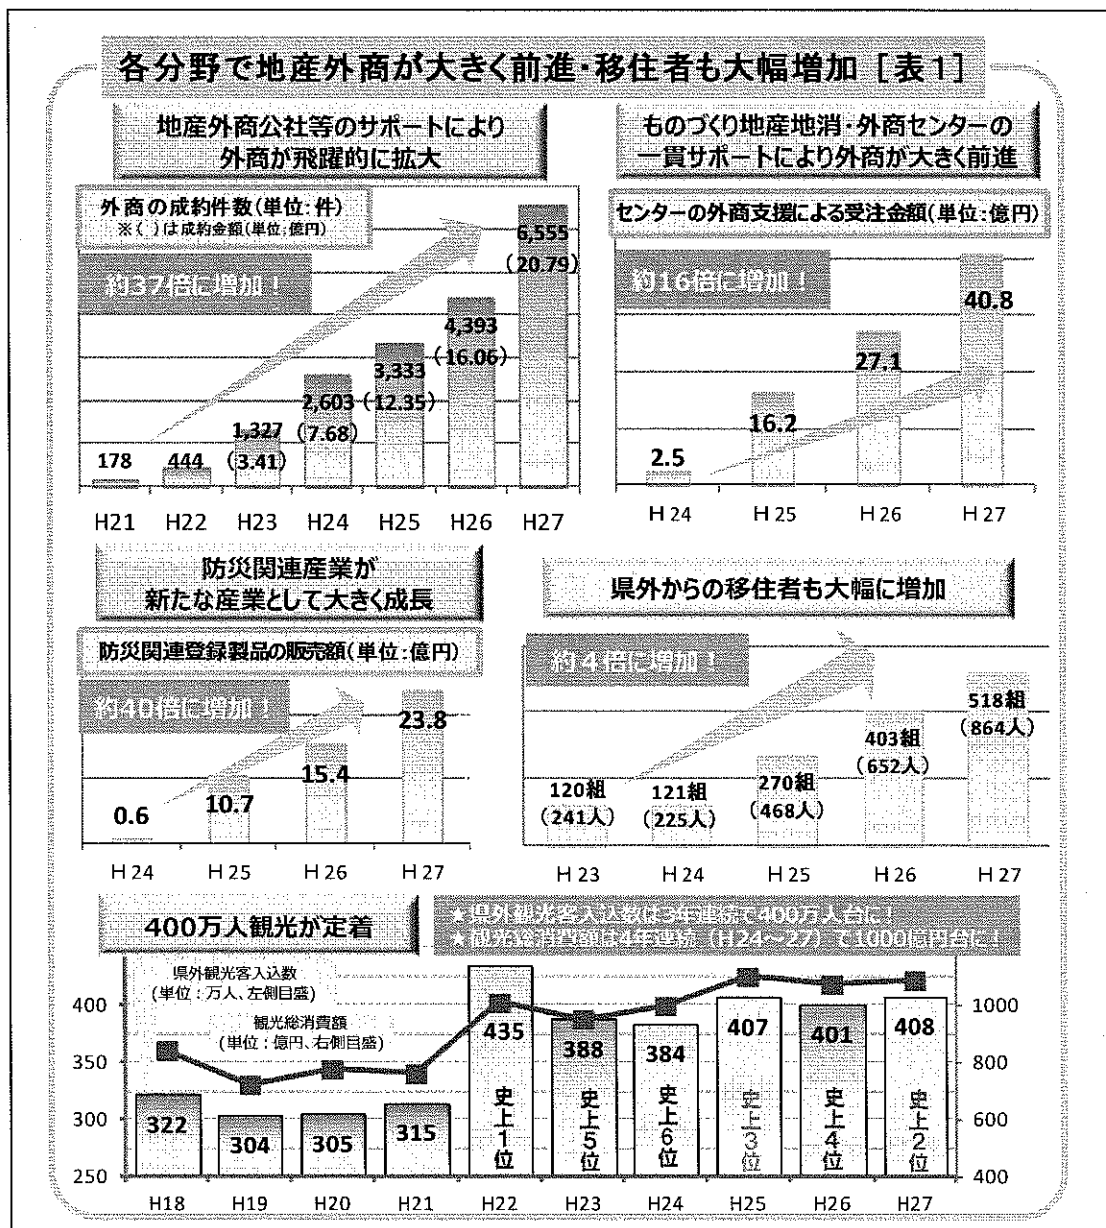 各分野で地産外商が大きく前進・移住者も大幅増加［表1］
地産外商公社等のサポートにより
外商が飛躍的に拡大
外商の成約件数(単位:件)
※( )は成約金額(単位:億円)
約37倍に増加！
178
444
1,327
(3.41)
2,603
(7.68)
3,333
(12.35)
4,393
(16.06)
6,555
(20.79)
H21 H22 H23 H24 H25 H26 H27
ものづくり地産地消・外商センターの
一貫サポートにより外商が大きく前進
センターの外商支援による受注金額(単位:億円)
約16倍に増加！
2.5
16.2
27.1
40.8
H24 H25 H26 H27
防災関連産業が
新たな産業として大きく成長
防災関連登録製品の販売額(単位:億円)
約40倍に増加！
0.6
10.7
15.4
23.8
H24 H25 H26 H27
県外からの移住者も大幅に増加
約4倍に増加！
120組
(241人)
121組
(225人)
270組
(468人)
403組
(652人)
518組
(864人)
H23 H24 H25 H26 H27
400万人観光が定着
★県外観光客入込数は3年連続で400万人台に！
★観光総消費額は4年連続（H24～27）で1000億円台に！
県外観光客入込数
(単位：万人、左側目盛)
観光総消費額
(単位：億円、右側目盛)
400
350
300
250
1000
800
600
400
322
304
305
315
435
史上1位
388
史上5位
384
史上6位
407
史上3位
401
史上4位
408
史上2位
H18 H19 H20 H21 H22 H23 H24 H25 H26 H27